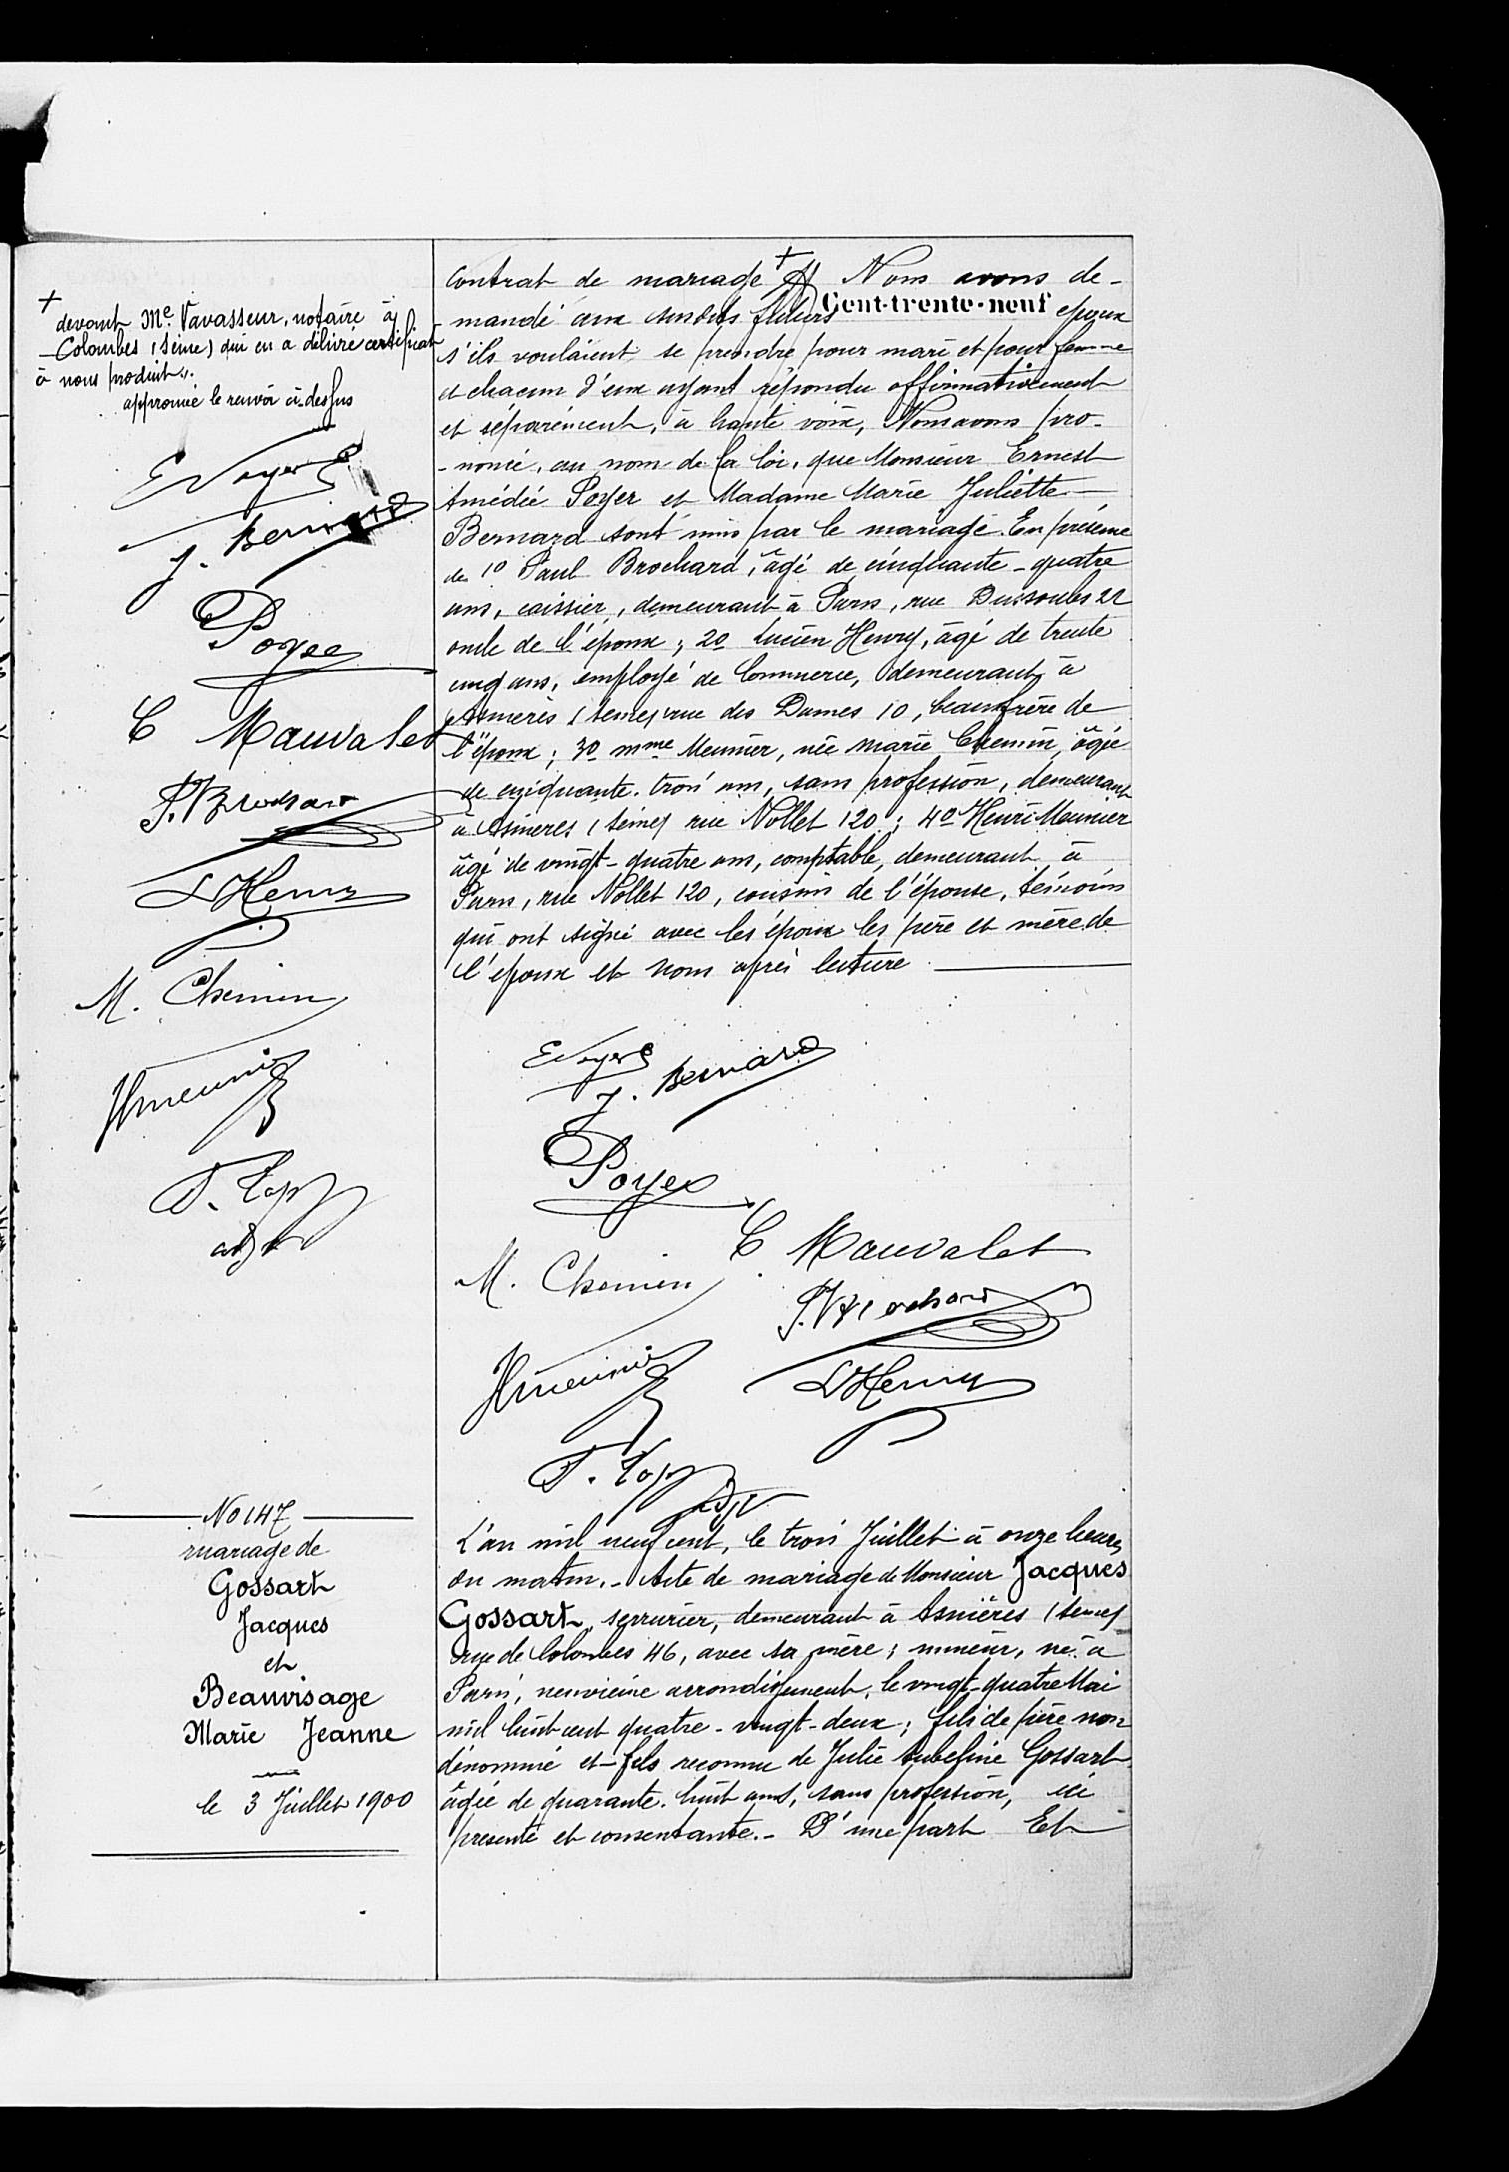 Cent-trente-neuf
+
devant Me. Vavasseur, notaire à
Colombes (Seine) qui en a délivré certificat
à nous produit.
approuvé le renvoi ci-dessus
E Poyer
J. Bernard
Poyer
C Mauvalet
P. Brochard
L Henry
M. Chemin
H Meunier
contrat de mariage + Nous avons de-
-mandé aux susdits futurs époux
s'ils voulaient se prendre pour mari et pour femme
et chacun d'eux ayant répondu affirmativement
et séparément, à haute voix, Nous avons pro-
-noncé, au nom de la loi, que Monsieur Ernest
Amédée Poyer et Madame Marie Juliette
Bernard sont unis par le mariage. En présence
de 1o Paul Brochard, âgé de cinquante-quatre
ans, caissier, demeurant à Paris, rue Dussoubs 22
oncle de l'époux; 2o Lucien Henry, âgé de trente
cinq ans, employé de Commerce, demeurant à
Asnières (Seine) rue des Dames 10, beau-frère de
l'époux; 3o mme Meunier, née Marie Chemin, âgée
de cinquante-trois ans, sans profession, demeurant
à Asnières (Seine) rue Nollet 120; 4o Henri Meunier
âgé de vingt-quatre ans, comptable, demeurant à
Paris, rue Nollet 120, cousin de l'épouse, témoins
qui ont signé avec les époux les père et mère de
l'époux et nous après lecture.
E Poyer
J. Bernard
Poyer
C. Mauvalet
M. Chemin
P. Brochard
H Meunier
L Henry
No 147
mariage de
Gossart
Jacques
et
Beauvisage
Marie Jeanne
le 3 Juillet 1900
L'an mil neuf cent, le trois Juillet à onze heures
du matin. - Acte de mariage de Monsieur Jacques
Gossart, serrurier, demeurant à Asnières (Seine)
rue de Colombes 46, avec sa mère; mineur, né à
Paris, neuvième arrondissement, le vingt-quatre Mai
mil huit cent quatre-vingt-deux; fils de père non
dénommé et fils reconnu de Julie Gossart
âgée de quarante-huit ans, sans profession, ici
présente et consentante. - D'une part Et